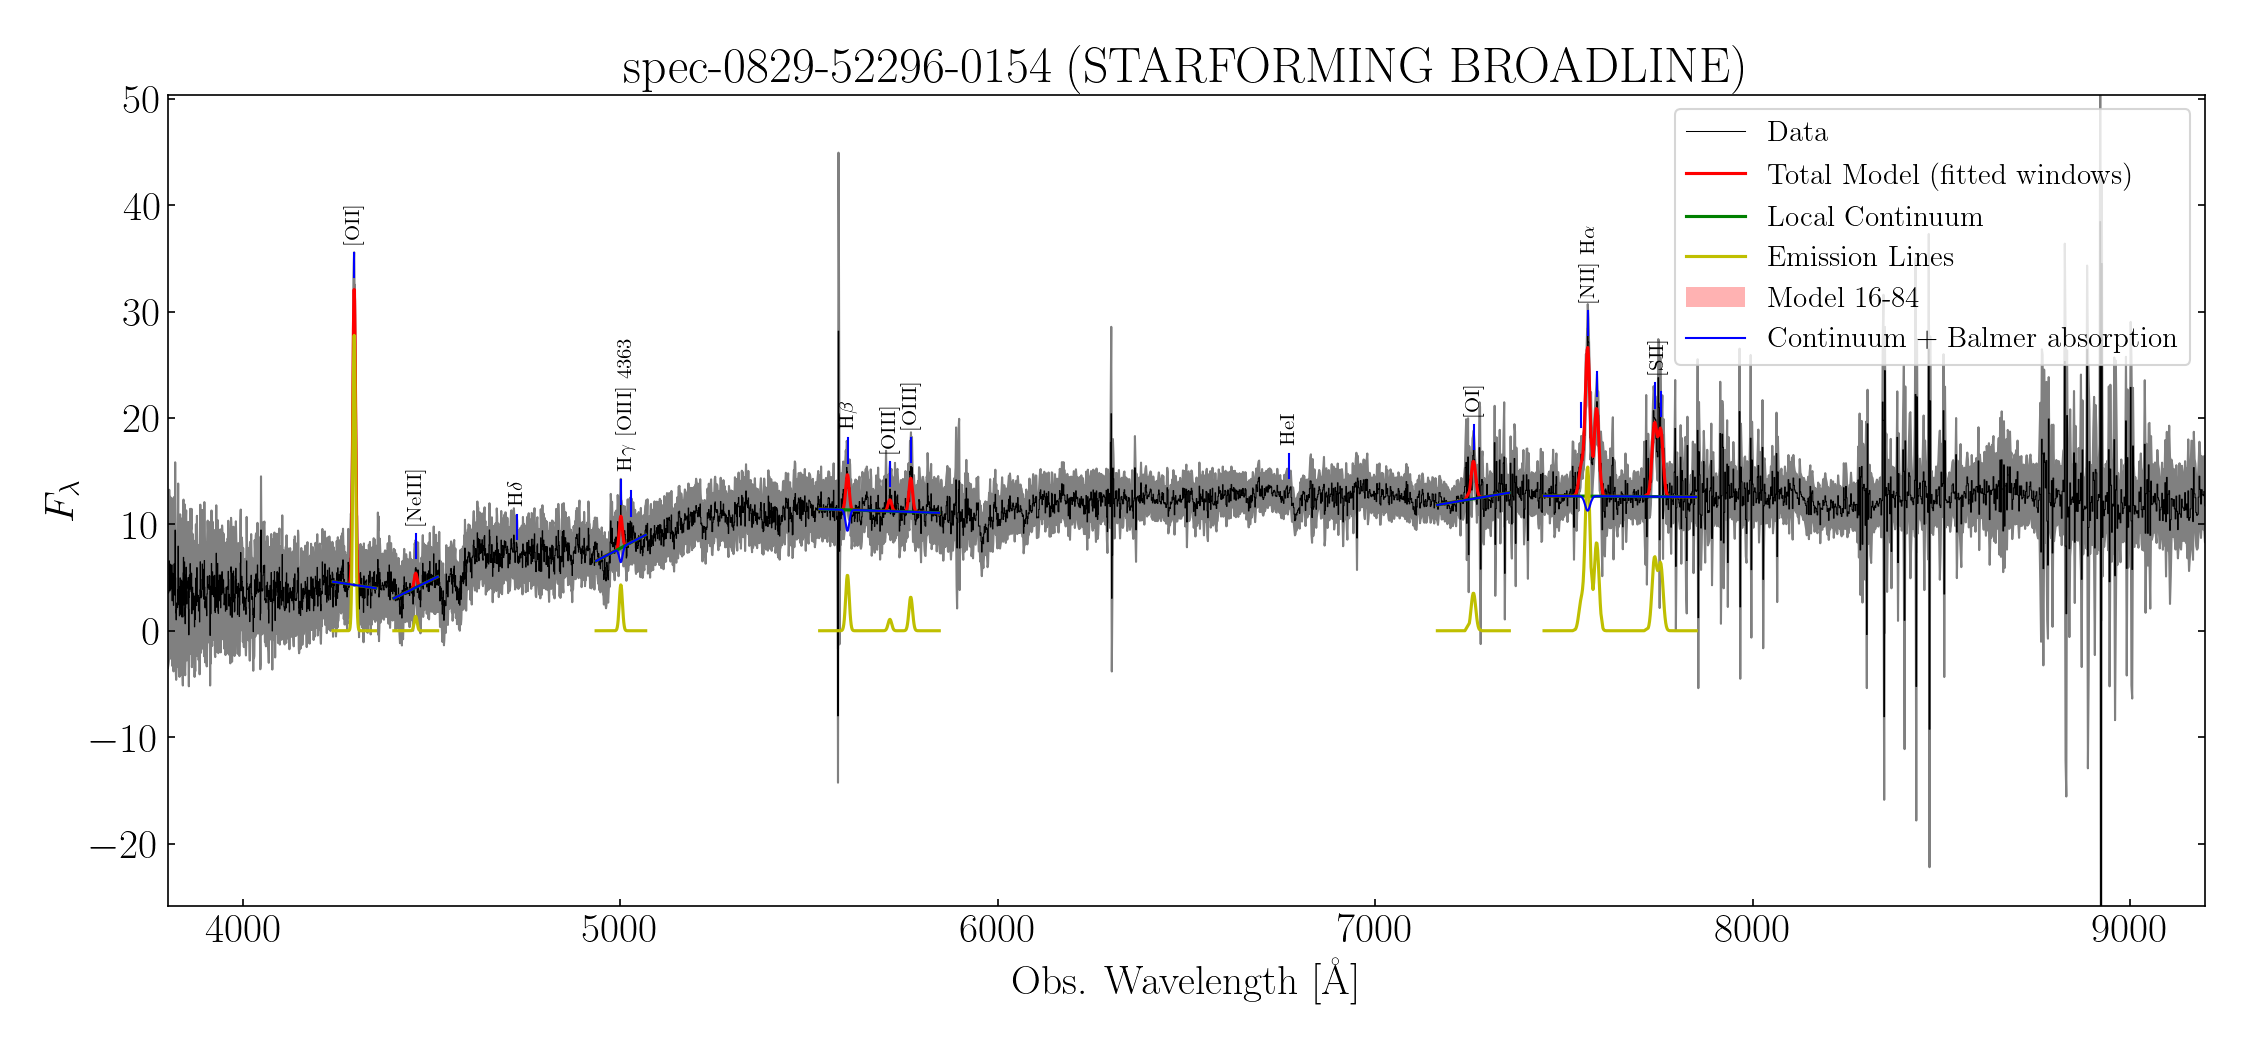 spec-0829-52296-0154 (STARFORMING BROADLINE)
50
40
30
20
10
0
−10
−20
Fλ
Data
Total Model (fitted windows)
Local Continuum
Emission Lines
Model 16-84
Continuum + Balmer absorption
[OII]
[NeIII]
Hδ
Hγ [OIII] 4363
Hβ
[OIII]
[OIII]
HeI
[OI]
[NII] Hα
[SII]
4000
5000
6000
7000
8000
9000
Obs. Wavelength [Å]